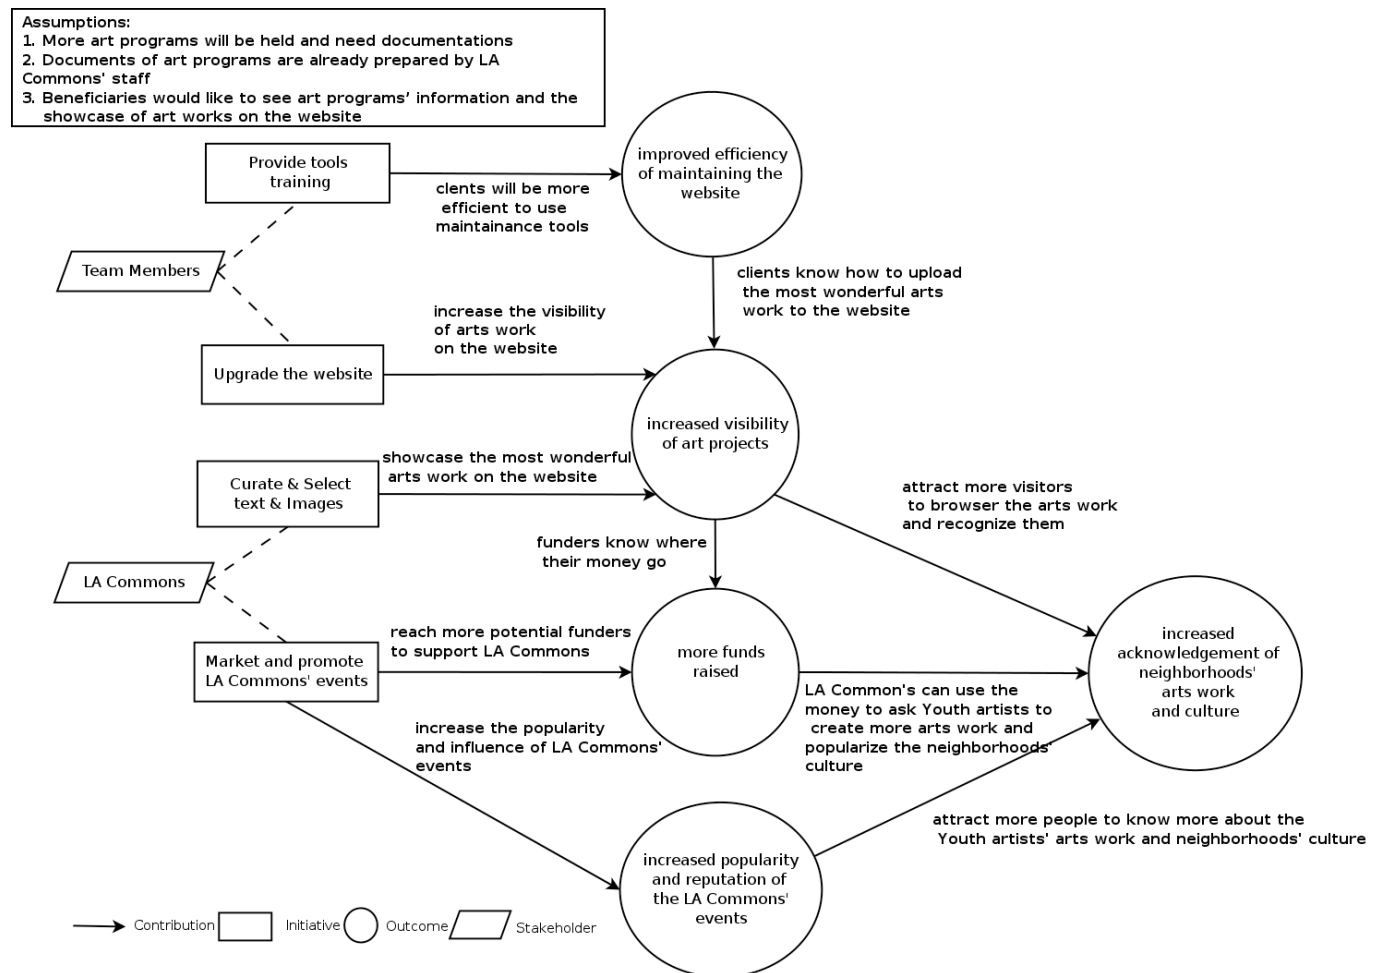 Assumptions:
1. More art programs will be held and need documentations
2. Documents of art programs are already prepared by LA
Commons' staff
3. Beneficiaries would like to see art programs’ information and the
showcase of art works on the website
Provide tools
training
improved efficiency
of maintaining the
website
clents will be more
efficient to use
maintainance tools
Team Members
clients know how to upload
the most wonderful arts
work to the website
increase the visibility
of arts work
on the website
Upgrade the website
increased visibility
of art projects
showcase the most wonderful
arts work on the website
Curate & Select
text & Images
attract more visitors
to browser the arts work
and recognize them
funders know where
their money go
LA Commons
reach more potential funders
to support LA Commons
Market and promote
LA Commons' events
more funds
raised
increased
acknowledgement of
neighborhoods'
arts work
and culture
LA Common's can use the
money to ask Youth artists to
create more arts work and
popularize the neighborhoods'
culture
increase the popularity
and influence of LA Commons'
events
attract more people to know more about the
Youth artists' arts work and neighborhoods' culture
increased popularity
and reputation of
the LA Commons'
events
Contribution
Initiative
Outcome
Stakeholder